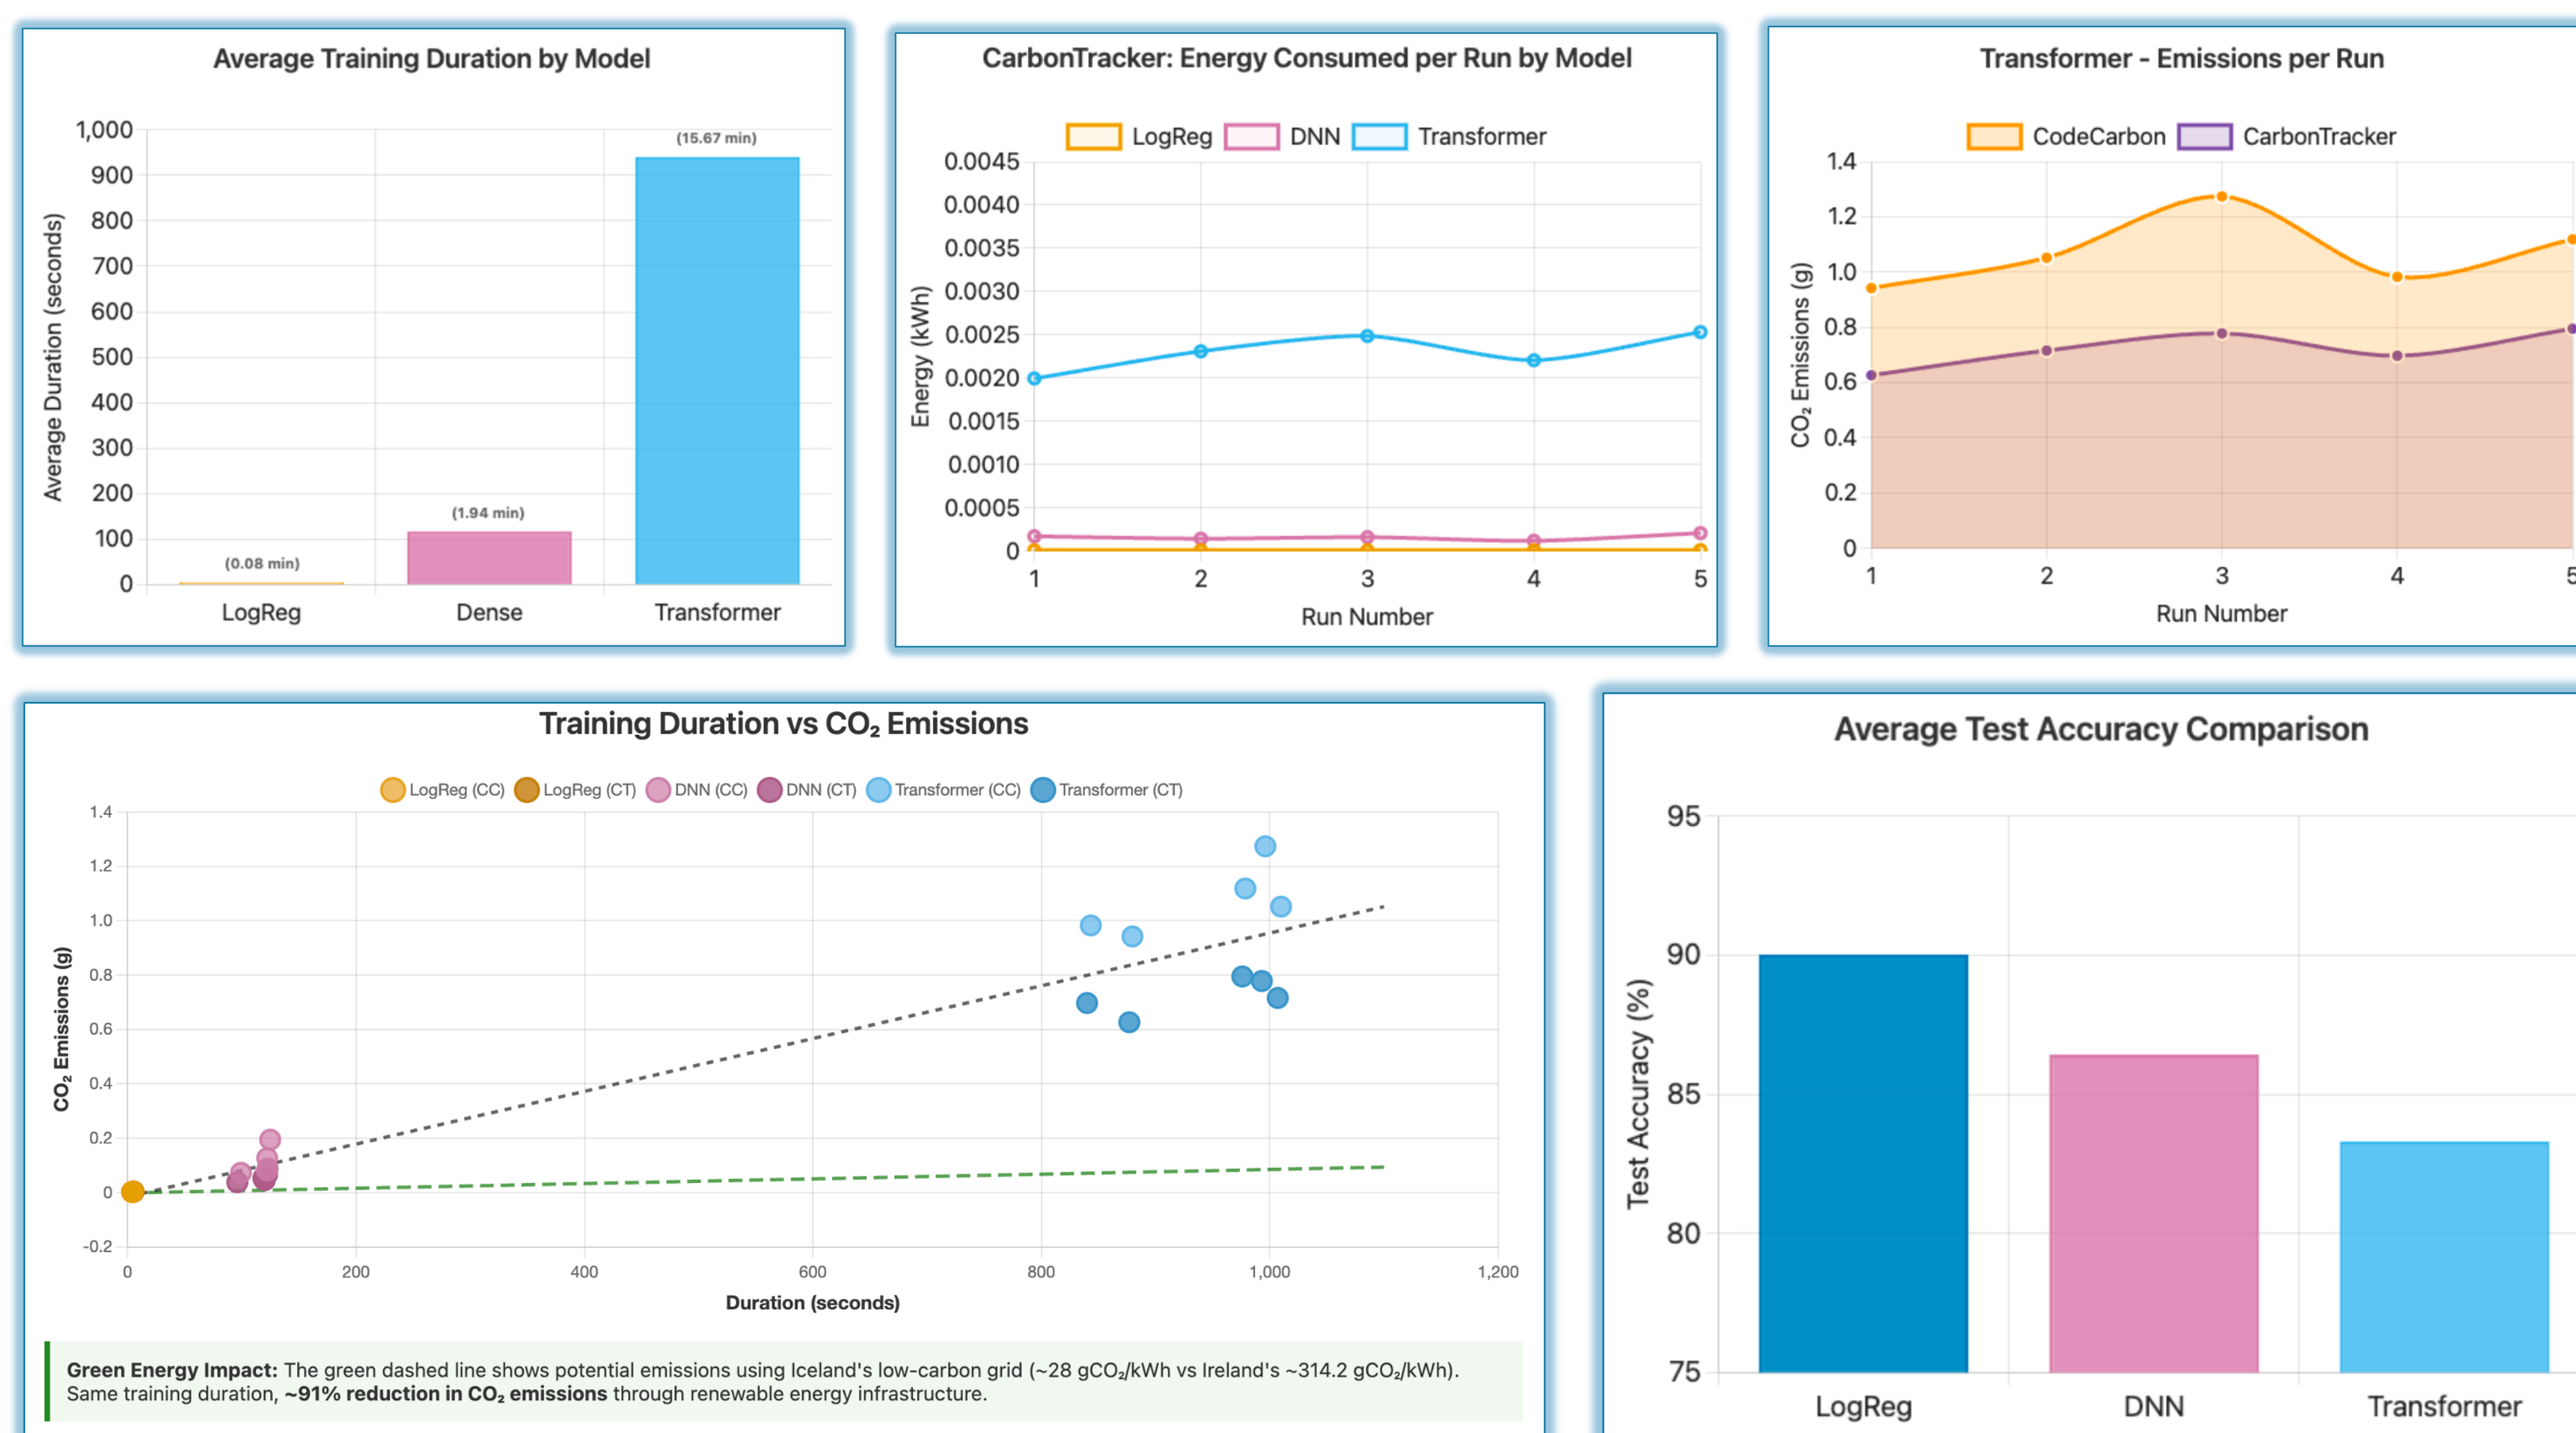 Average Training Duration by Model
1,000
900
800
700
600
500
400
300
200
100
0
Average Duration (seconds)
(0.08 min)
(1.94 min)
(15.67 min)
LogReg
Dense
Transformer
CarbonTracker: Energy Consumed per Run by Model
LogReg
DNN
Transformer
0.0045
0.0040
0.0035
0.0030
0.0025
0.0020
0.0015
0.0010
0.0005
0
Energy (kWh)
1
2
3
4
5
Run Number
Transformer - Emissions per Run
CodeCarbon
CarbonTracker
1.4
1.2
1.0
0.8
0.6
0.4
0.2
0
CO₂ Emissions (g)
1
2
3
4
5
Run Number
Training Duration vs CO₂ Emissions
LogReg (CC)
LogReg (CT)
DNN (CC)
DNN (CT)
Transformer (CC)
Transformer (CT)
1.4
1.2
1.0
0.8
0.6
0.4
0.2
0
-0.2
CO₂ Emissions (g)
0
200
400
600
800
1,000
1,200
Duration (seconds)
Green Energy Impact: The green dashed line shows potential emissions using Iceland's low-carbon grid (~28 gCO₂/kWh vs Ireland's ~314.2 gCO₂/kWh).
Same training duration, ~91% reduction in CO₂ emissions through renewable energy infrastructure.
Average Test Accuracy Comparison
95
90
85
80
75
Test Accuracy (%)
LogReg
DNN
Transformer